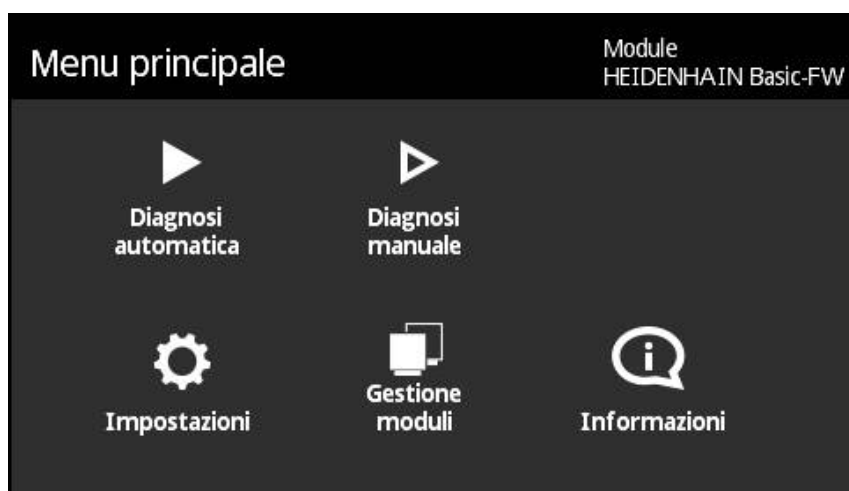 Menu principale
Module
HEIDENHAIN Basic-FW
Diagnosi
automatica
Diagnosi
manuale
Impostazioni
Gestione
moduli
Informazioni